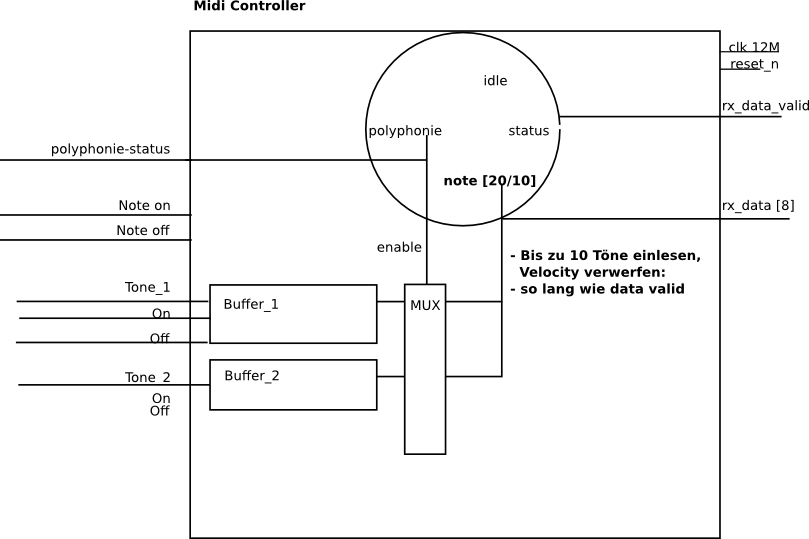 Midi Controller
clk 12M
reset_n
idle
rx_data_valid
polyphonie
status
polyphonie-status
note [20/10]
Note on
rx_data [8]
Note off
enable
- Bis zu 10 Töne einlesen,
Velocity verwerfen:
- so lang wie data valid
Tone_1
Buffer_1
MUX
On
Off
Tone_2
Buffer_2
On
Off